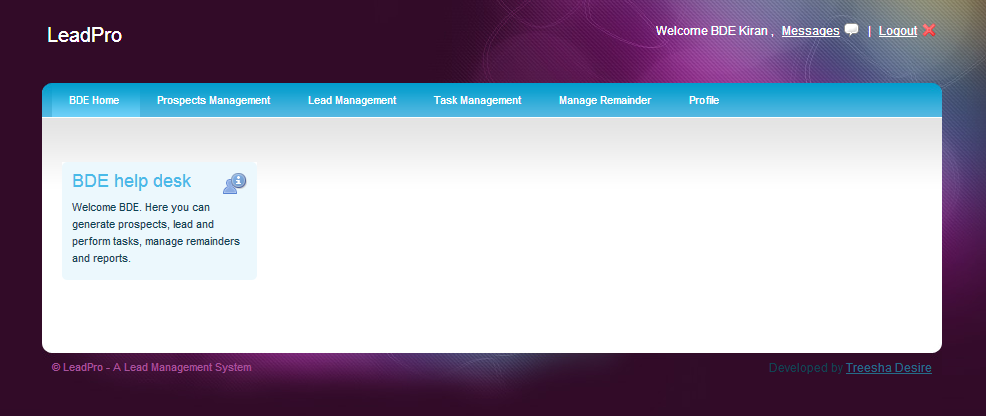 LeadPro
Welcome BDE Kiran , Messages | Logout
BDE Home Prospects Management Lead Management Task Management Manage Remainder Profile
BDE help desk
Welcome BDE. Here you can
generate prospects, lead and
perform tasks, manage remainders
and reports.
© LeadPro - A Lead Management System
Developed by Treesha Desire